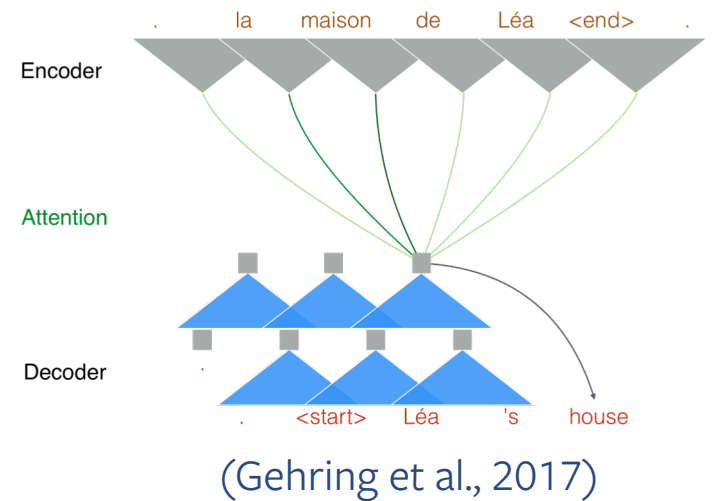 . la maison de Léa <end> .
Encoder
Attention
Decoder
.
. <start> Léa 's house
(Gehring et al., 2017)